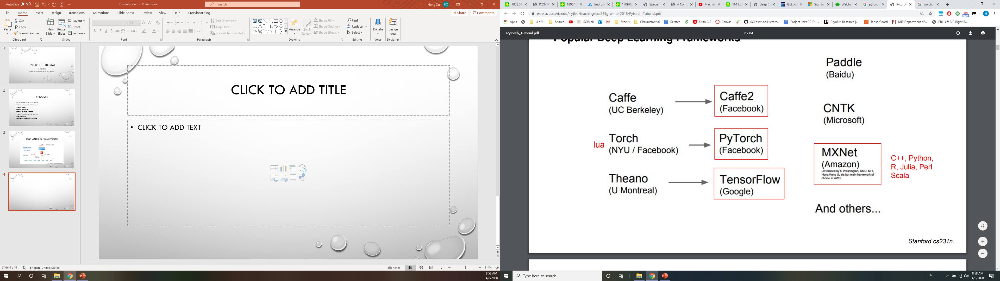 AutoSave Off
Presentation1 - PowerPoint
Search
Hong Xu HX
File Home Insert Design Transitions Animations Slide Show Review View Help Storyboarding
Share Comments
Paste
Cut
Copy
Format Painter
Clipboard
New Slide
Reuse Slides
Layout
Reset
Section
Slides
36
Font
Text Direction
Align Text
Convert to SmartArt
Paragraph
Arrange
Quick Styles
Shape Fill
Shape Outline
Shape Effects
Drawing
Find
Replace
Select
Editing
Dictate
Voice
Design Ideas
Designer
1
PYTORCH TUTORIAL
BY HONG XU
2
STRUCTURE
3
DEEP LEARNING FRAMEWORKS
4
CLICK TO ADD TITLE
• CLICK TO ADD TEXT
Slide 4 of 4
English (United States)
Notes
114%
8:58 AM
4/8/2020
1803.01 ICONIP 1806.10 Improve 1709.02 Special A Comp Machin 1611.02 Deep C IEEE Xp Sign in WeChat pytorch Pytorch wu cho
web.cs.ucdavis.edu/~yjlee/teaching/ecs289g-winter2018/Pytorch_Tutorial.pdf
Apps U of U Shared SCIMail Stocks Circumstantial Scratch Utah CIS Canvas SCIInstitute/Hierarc... Project links 2019 -... CryoEM Research |... TensorBoard MIT Department of... PRI Left AIC Right B...
NEW
Pytorch_Tutorial.pdf
6 / 84
Popular Deep Learning Frameworks
Caffe
(UC Berkeley)
Caffe2
(Facebook)
lua
Torch
(NYU / Facebook)
PyTorch
(Facebook)
Theano
(U Montreal)
TensorFlow
(Google)
Paddle
(Baidu)
CNTK
(Microsoft)
MXNet
(Amazon)
Developed by U Washington, CMU, MIT,
Hong Kong U, etc but main framework of
choice at AWS
C++, Python,
R, Julia, Perl
Scala
And others...
Stanford cs231n.
Type here to search
EN
8:58 AM
4/8/2020